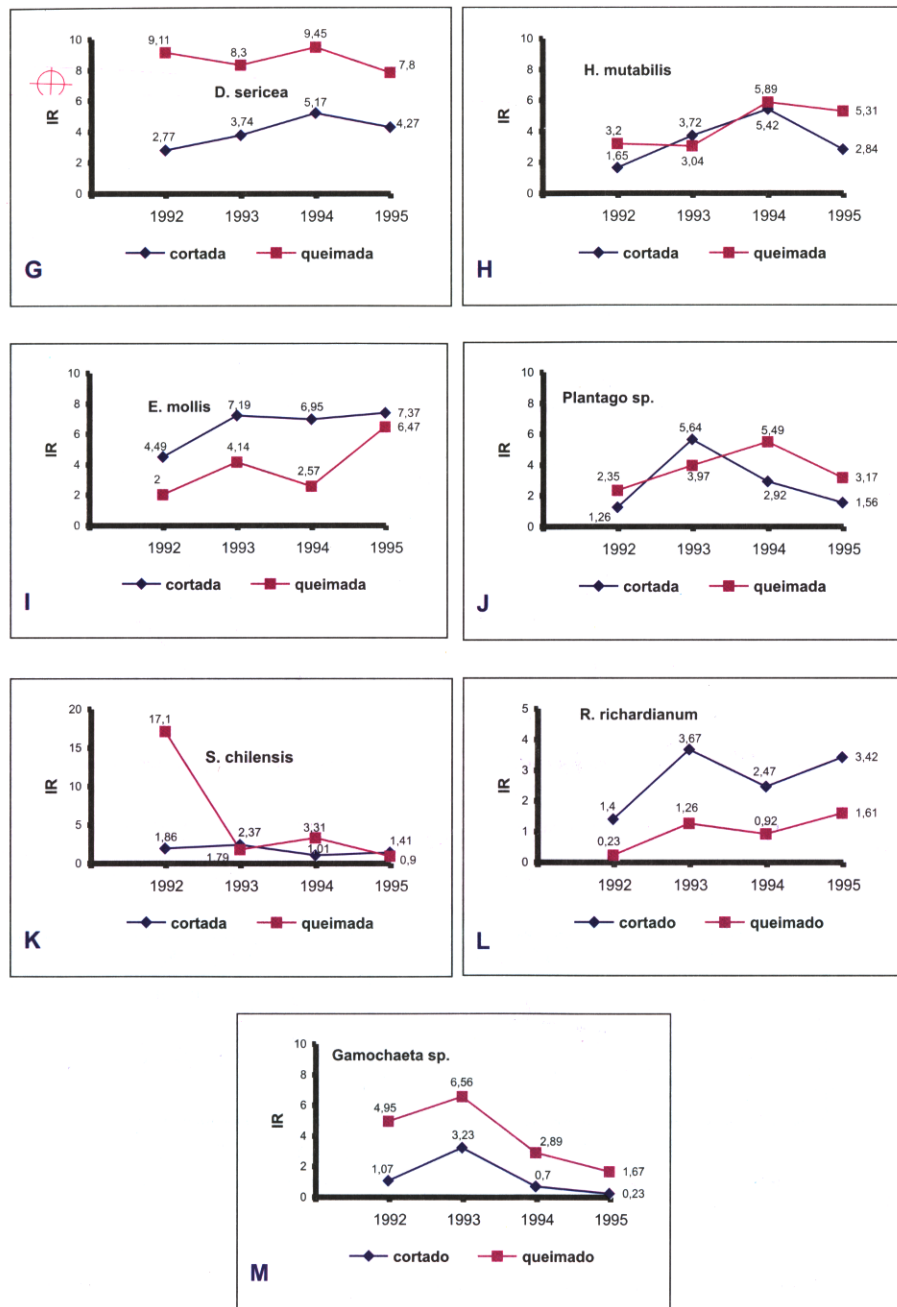 10
8
6
4
2
0
IR
D. sericea
9,11
8,3
9,45
7,8
2,77
3,74
5,17
4,27
1992 1993 1994 1995
cortada queimada
G
10
8
6
4
2
0
IR
H. mutabilis
3,2
1,65
3,72
3,04
5,89
5,42
5,31
2,84
1992 1993 1994 1995
cortada queimada
H
10
8
6
4
2
0
IR
E. mollis
4,49
7,19
6,95
7,37
6,47
2
4,14
2,57
1992 1993 1994 1995
cortada queimada
I
10
8
6
4
2
0
IR
Plantago sp.
2,35
1,26
5,64
3,97
5,49
2,92
3,17
1,56
1992 1993 1994 1995
cortada queimada
J
20
15
10
5
0
IR
S. chilensis
17,1
1,86
2,37
1,79
3,31
1,01
1,41
0,9
1992 1993 1994 1995
cortada queimada
K
5
4
3
2
1
0
IR
R. richardianum
1,4
3,67
2,47
3,42
0,23
1,26
0,92
1,61
1992 1993 1994 1995
cortado queimado
L
10
8
6
4
2
0
IR
Gamochaeta sp.
4,95
6,56
2,89
1,67
1,07
3,23
0,7
0,23
1992 1993 1994 1995
cortado queimado
M